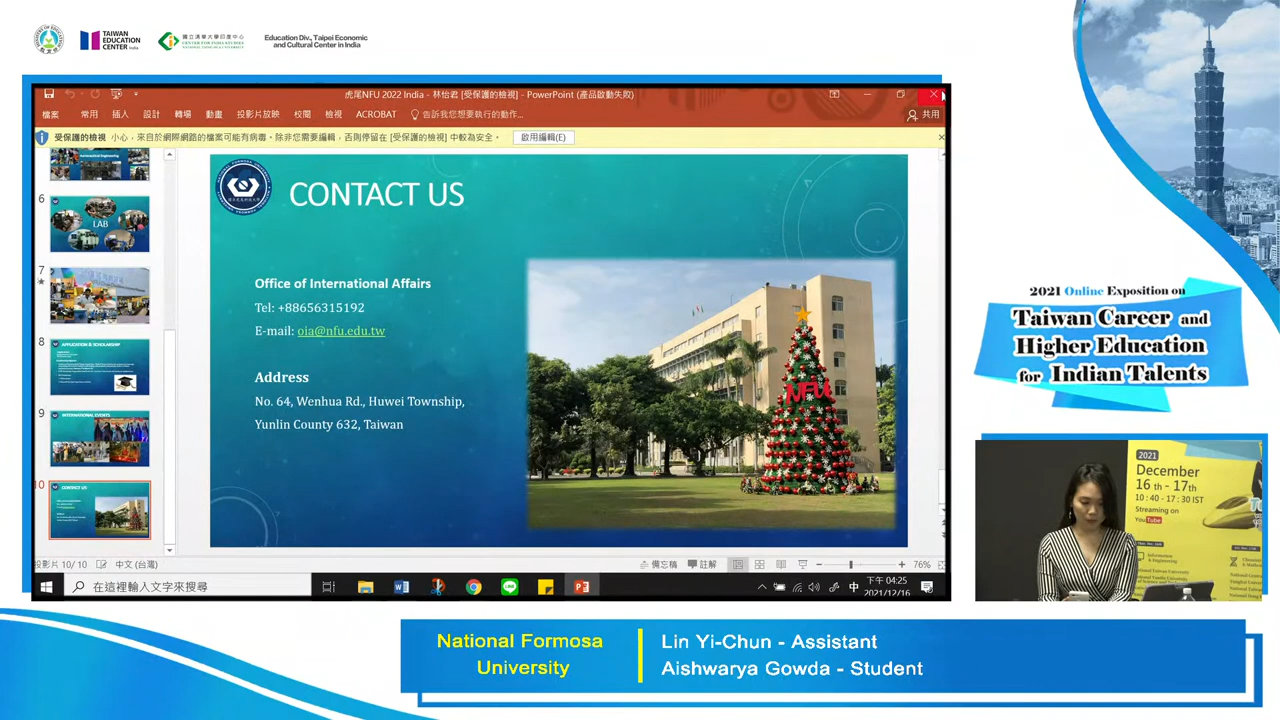 TAIWAN
EDUCATION
CENTER India
國立清華大學印度中心
CENTER FOR INDIA STUDIES
Education Div., Taipei Economic
and Cultural Center in India
虎尾NFU 2022 India - 林怡君 [受保護的檢視] - PowerPoint (產品啟動失敗)
檔案 常用 插入 設計 轉場 動畫 投影片放映 校閱 檢視 ACROBAT 告訴我您想要執行的動作... 共用
受保護的檢視 小心，來自於網際網路的檔案可能有病毒。除非您需要編輯，否則停留在 [受保護的檢視] 中較為安全。 啟用編輯(E)
6
LAB
7
8
APPLICATION & SCHOLARSHIP
9
INTERNATIONAL EVENTS
10
CONTACT US
CONTACT US
Office of International Affairs
Tel: +88656315192
E-mail: oia@nfu.edu.tw
Address
No. 64, Wenhua Rd., Huwei Township,
Yunlin County 632, Taiwan
NFU
投影片 10/ 10 中文 (台灣) 備忘稿 註解 76%
在這裡輸入文字來搜尋
中 下午 04:25
2021/12/16
2021 Online Exposition on
Taiwan Career and
Higher Education
for Indian Talents
2021
December
16 th - 17th
10 : 40 - 17 : 30 IST
Streaming on
YouTube
National Formosa
University
Lin Yi-Chun - Assistant
Aishwarya Gowda - Student